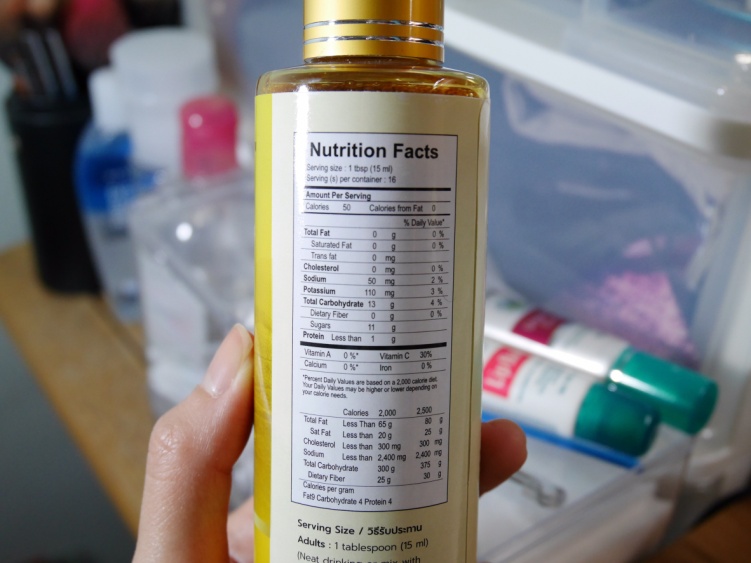 Nutrition Facts
Serving size : 1 tbsp (15 ml)
Serving (s) per container : 16
Amount Per Serving
Calories 50 Calories from Fat 0
% Daily Value*
Total Fat 0 g 0 %
Saturated Fat 0 g 0 %
Trans fat 0 mg
Cholesterol 0 mg 0 %
Sodium 50 mg 2 %
Potassium 110 mg 3 %
Total Carbohydrate 13 g 4 %
Dietary Fiber 0 g 0 %
Sugars 11 g
Protein Less than 1 g
Vitamin A 0 %* Vitamin C 30%
Calcium 0 %* Iron 0 %
*Percent Daily Values are based on a 2,000 calorie diet.
Your Daily Values may be higher or lower depending on
your calorie needs.
Calories 2,000 2,500
Total Fat Less Than 65 g 80 g
Sat Fat Less than 20 g 25 g
Cholesterol Less than 300 mg 300 mg
Sodium Less than 2,400 mg 2,400 mg
Total Carbohydrate 300 g 375 g
Dietary Fiber 25 g 30 g
Calories per gram
Fat9 Carbohydrate 4 Protein 4
Serving Size / วิธีรับประทาน
Adults : 1 tablespoon (15 ml)
(Neat drinking or mix with